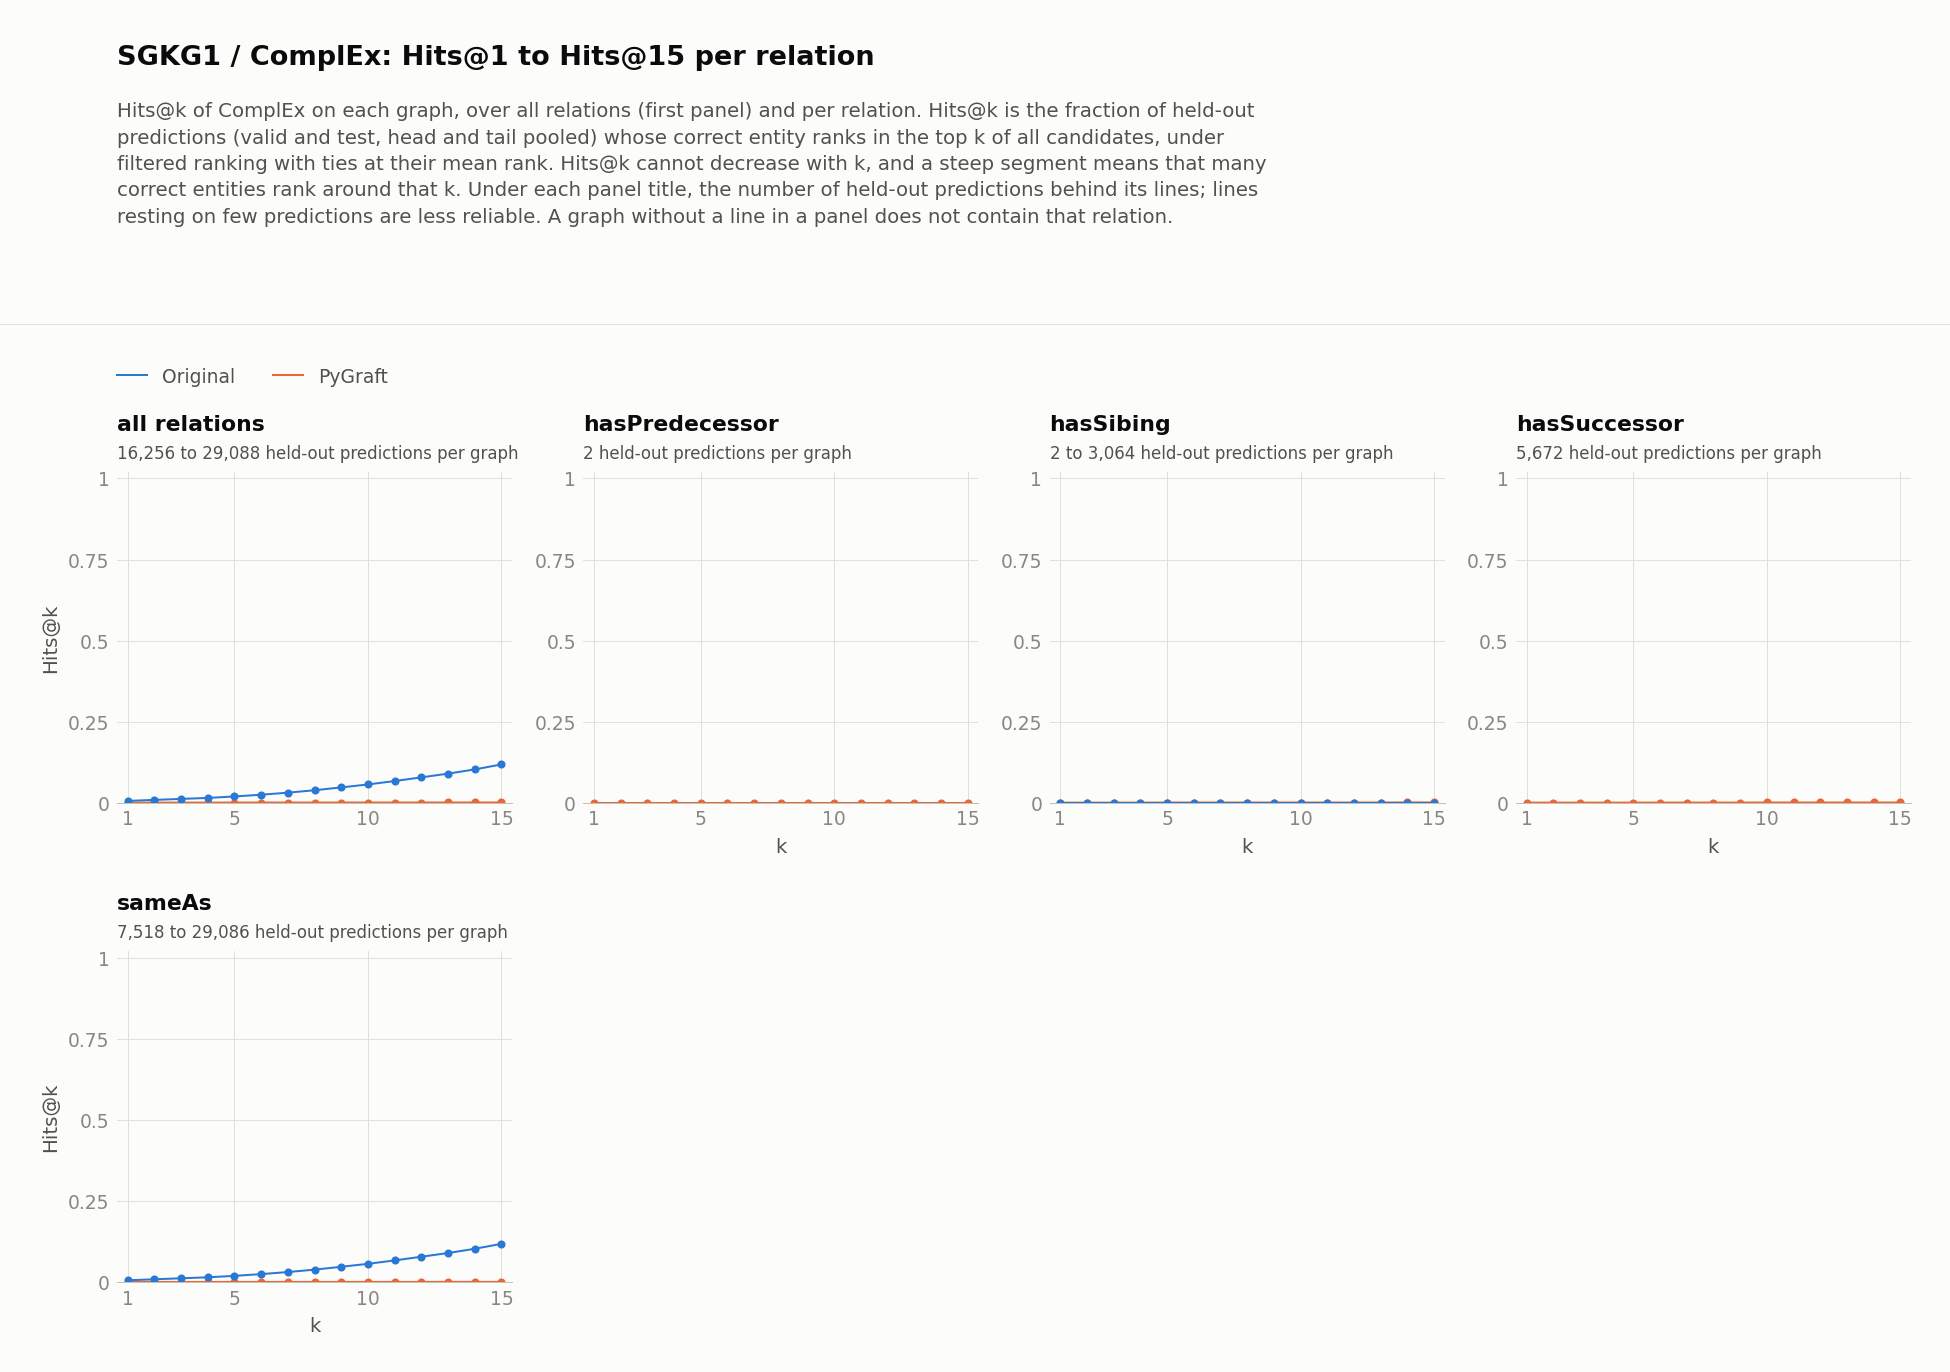 SGKG1 / ComplEx: Hits@1 to Hits@15 per relation
Hits@k of ComplEx on each graph, over all relations (first panel) and per relation. Hits@k is the fraction of held-out
predictions (valid and test, head and tail pooled) whose correct entity ranks in the top k of all candidates, under
filtered ranking with ties at their mean rank. Hits@k cannot decrease with k, and a steep segment means that many
correct entities rank around that k. Under each panel title, the number of held-out predictions behind its lines; lines
resting on few predictions are less reliable. A graph without a line in a panel does not contain that relation.
Original PyGraft
all relations
16,256 to 29,088 held-out predictions per graph
1
0.75
0.5
0.25
0
Hits@k
1 5 10 15
hasPredecessor
2 held-out predictions per graph
1
0.75
0.5
0.25
0
1 5 10 15
k
hasSibing
2 to 3,064 held-out predictions per graph
1
0.75
0.5
0.25
0
1 5 10 15
k
hasSuccessor
5,672 held-out predictions per graph
1
0.75
0.5
0.25
0
1 5 10 15
k
sameAs
7,518 to 29,086 held-out predictions per graph
1
0.75
0.5
0.25
0
Hits@k
1 5 10 15
k